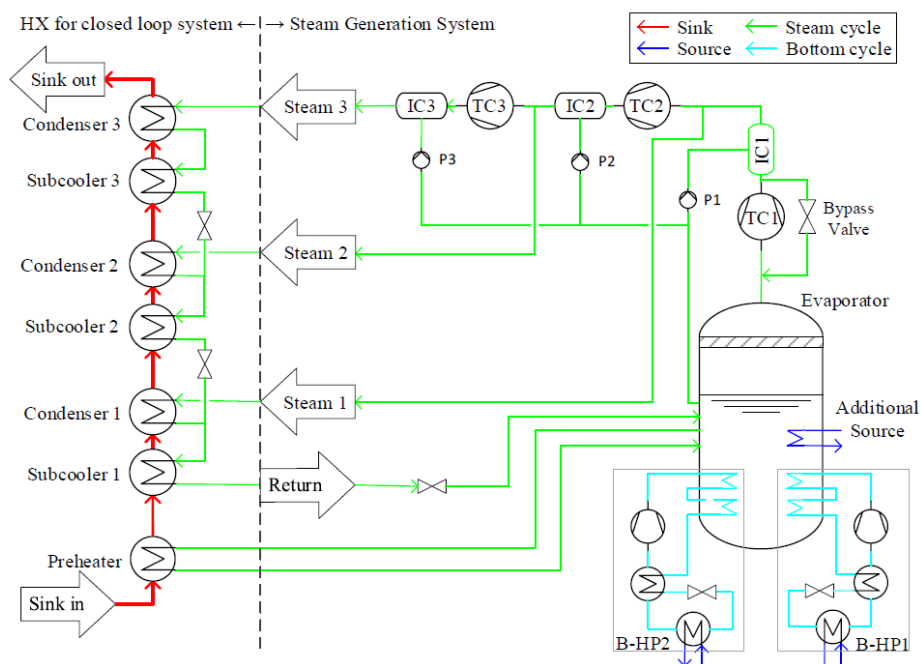 HX for closed loop system ← → Steam Generation System
Sink
Source
Steam cycle
Bottom cycle
Sink out
Condenser 3
Subcooler 3
Condenser 2
Subcooler 2
Condenser 1
Subcooler 1
Preheater
Sink in
Steam 3
Steam 2
Steam 1
Return
IC3
TC3
IC2
TC2
IC1
TC1
P3
P2
P1
Bypass
Valve
Evaporator
Additional
Source
B-HP2
B-HP1